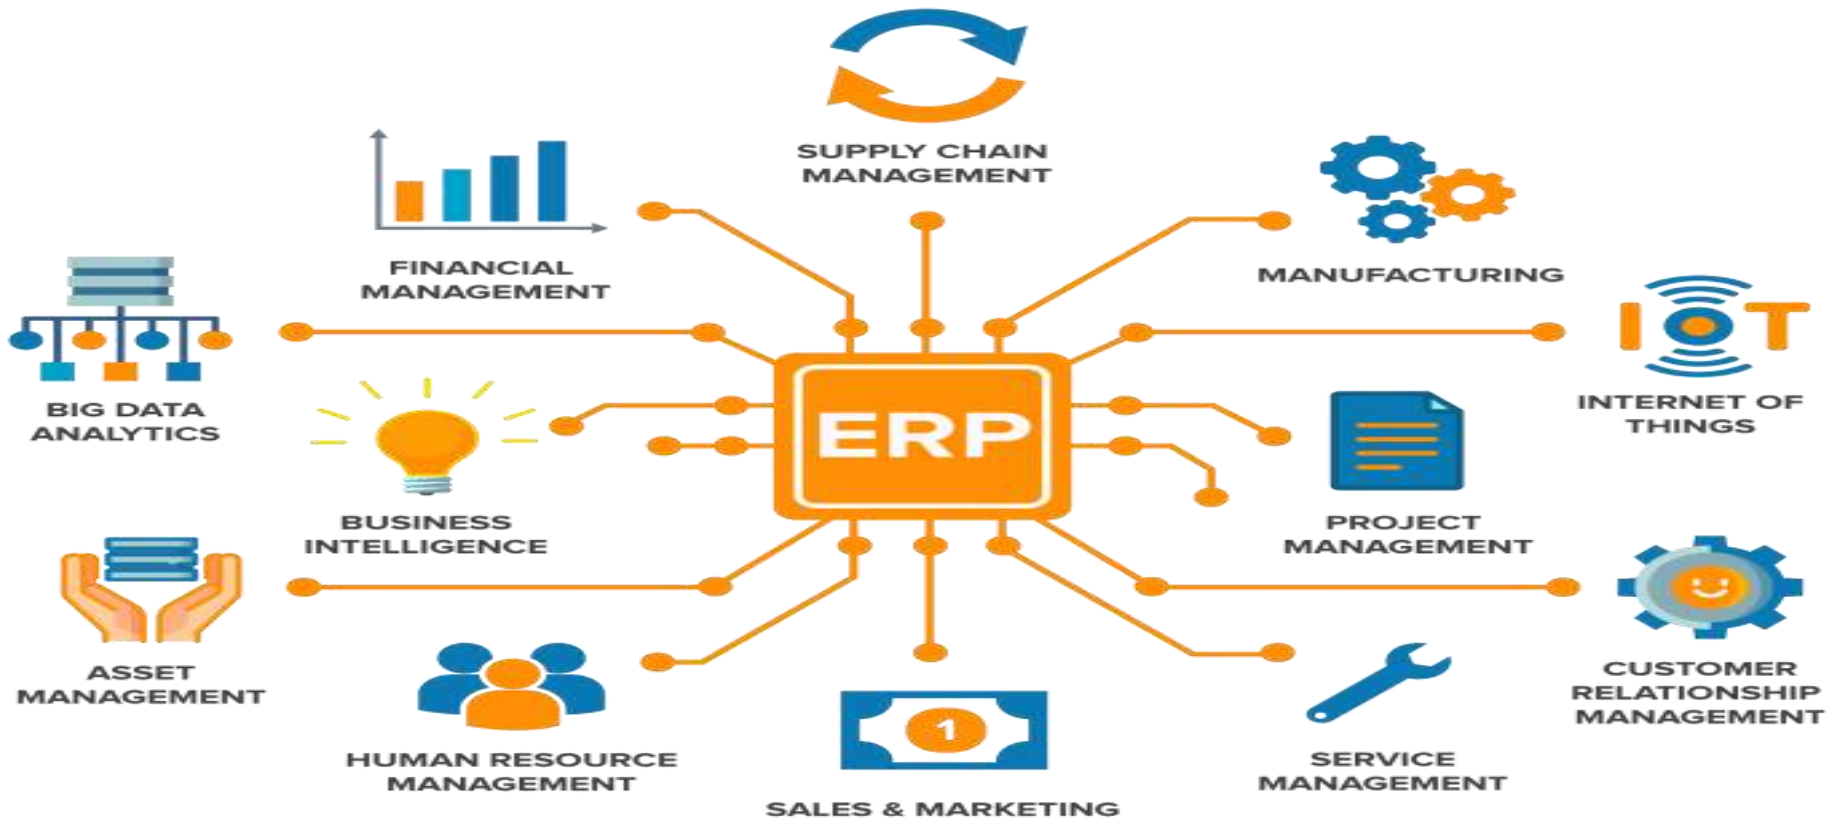 SUPPLY CHAIN
MANAGEMENT
FINANCIAL
MANAGEMENT
MANUFACTURING
BIG DATA
ANALYTICS
IOT
INTERNET OF
THINGS
ERP
BUSINESS
INTELLIGENCE
PROJECT
MANAGEMENT
ASSET
MANAGEMENT
CUSTOMER
RELATIONSHIP
MANAGEMENT
HUMAN RESOURCE
MANAGEMENT
1
SALES & MARKETING
SERVICE
MANAGEMENT